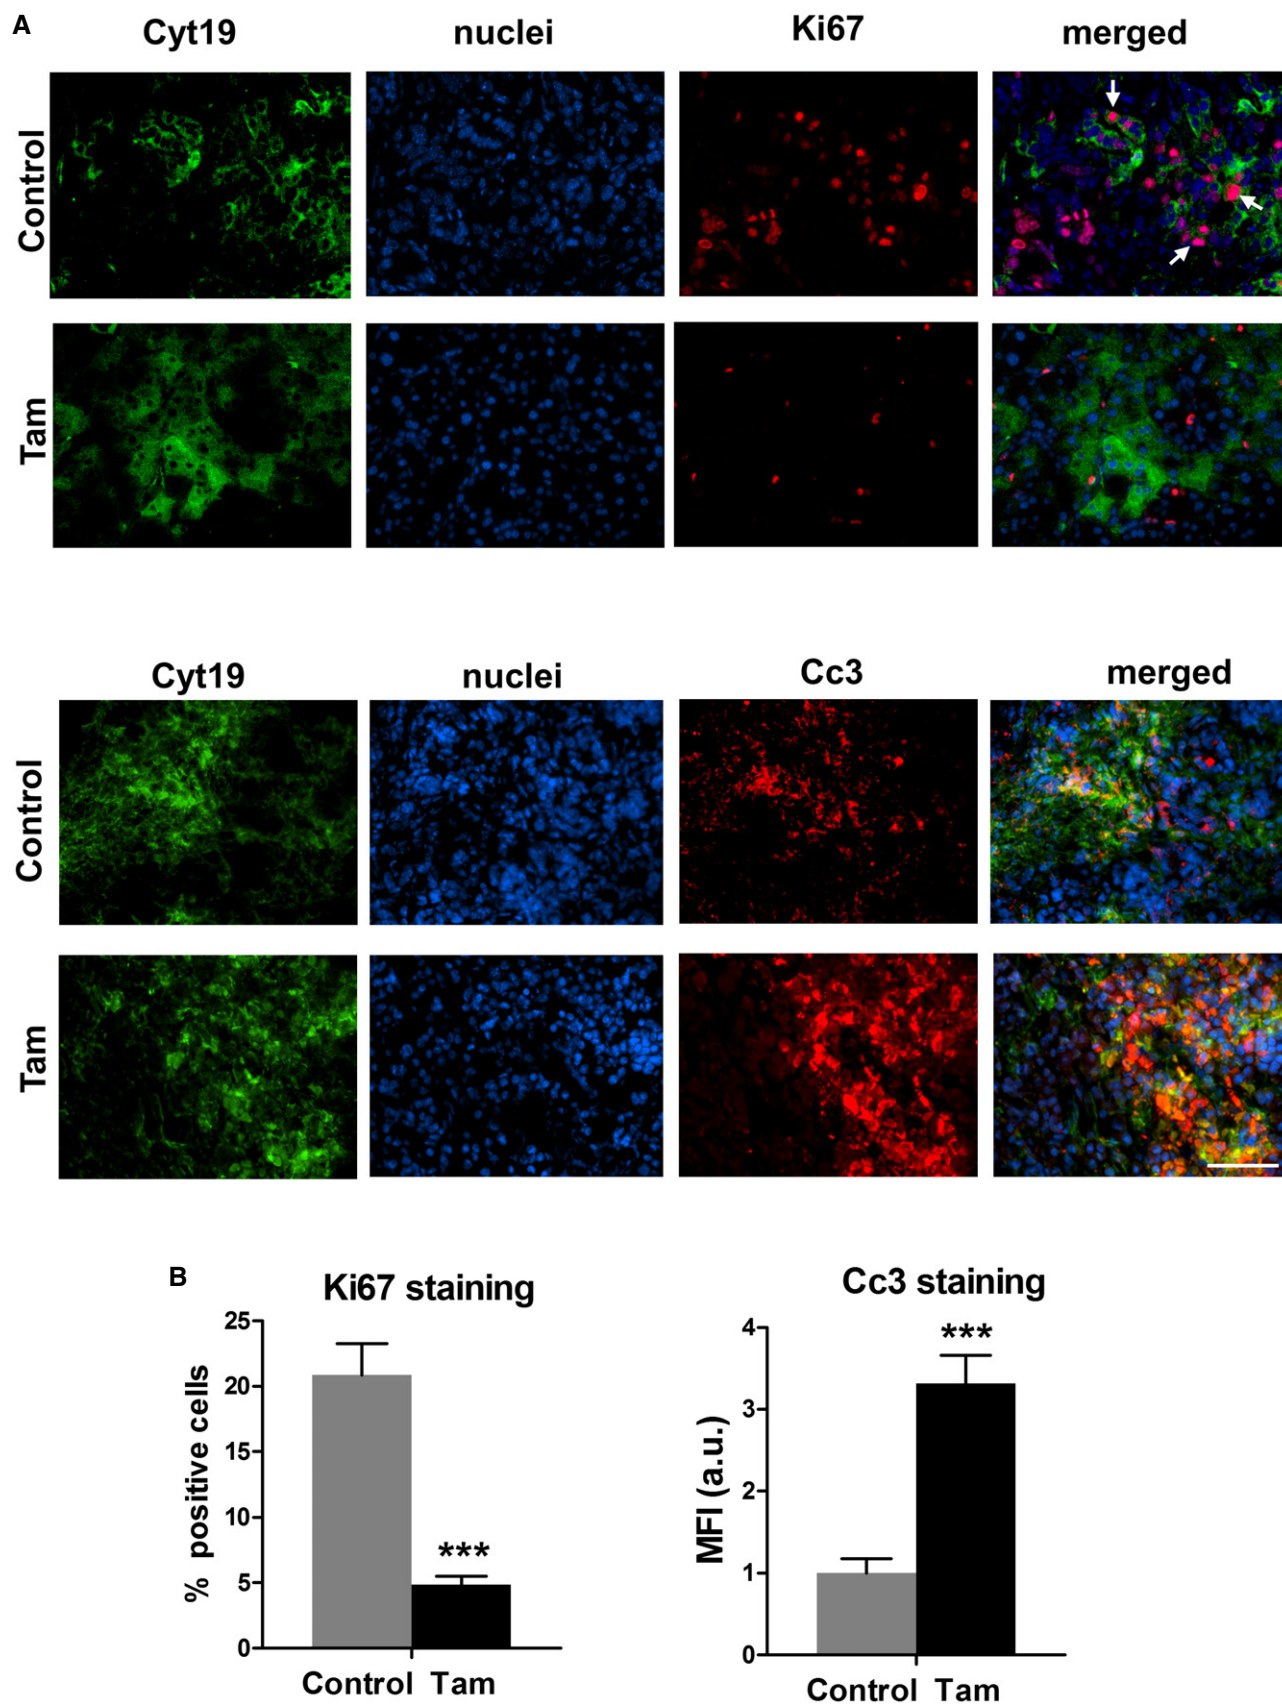 A
Cyt19 nuclei Ki67 merged
Control
Tam
Cyt19 nuclei Cc3 merged
Control
Tam
B
Ki67 staining
% positive cells
25
20
15
10
5
0
***
Control Tam
Cc3 staining
MFI (a.u.)
4
3
2
1
0
***
Control Tam